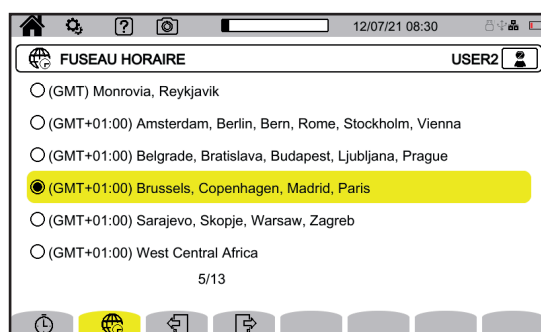 12/07/21 08:30
FUSEAU HORAIRE USER2
(GMT) Monrovia, Reykjavik
(GMT+01:00) Amsterdam, Berlin, Bern, Rome, Stockholm, Vienna
(GMT+01:00) Belgrade, Bratislava, Budapest, Ljubljana, Prague
(GMT+01:00) Brussels, Copenhagen, Madrid, Paris
(GMT+01:00) Sarajevo, Skopje, Warsaw, Zagreb
(GMT+01:00) West Central Africa
5/13